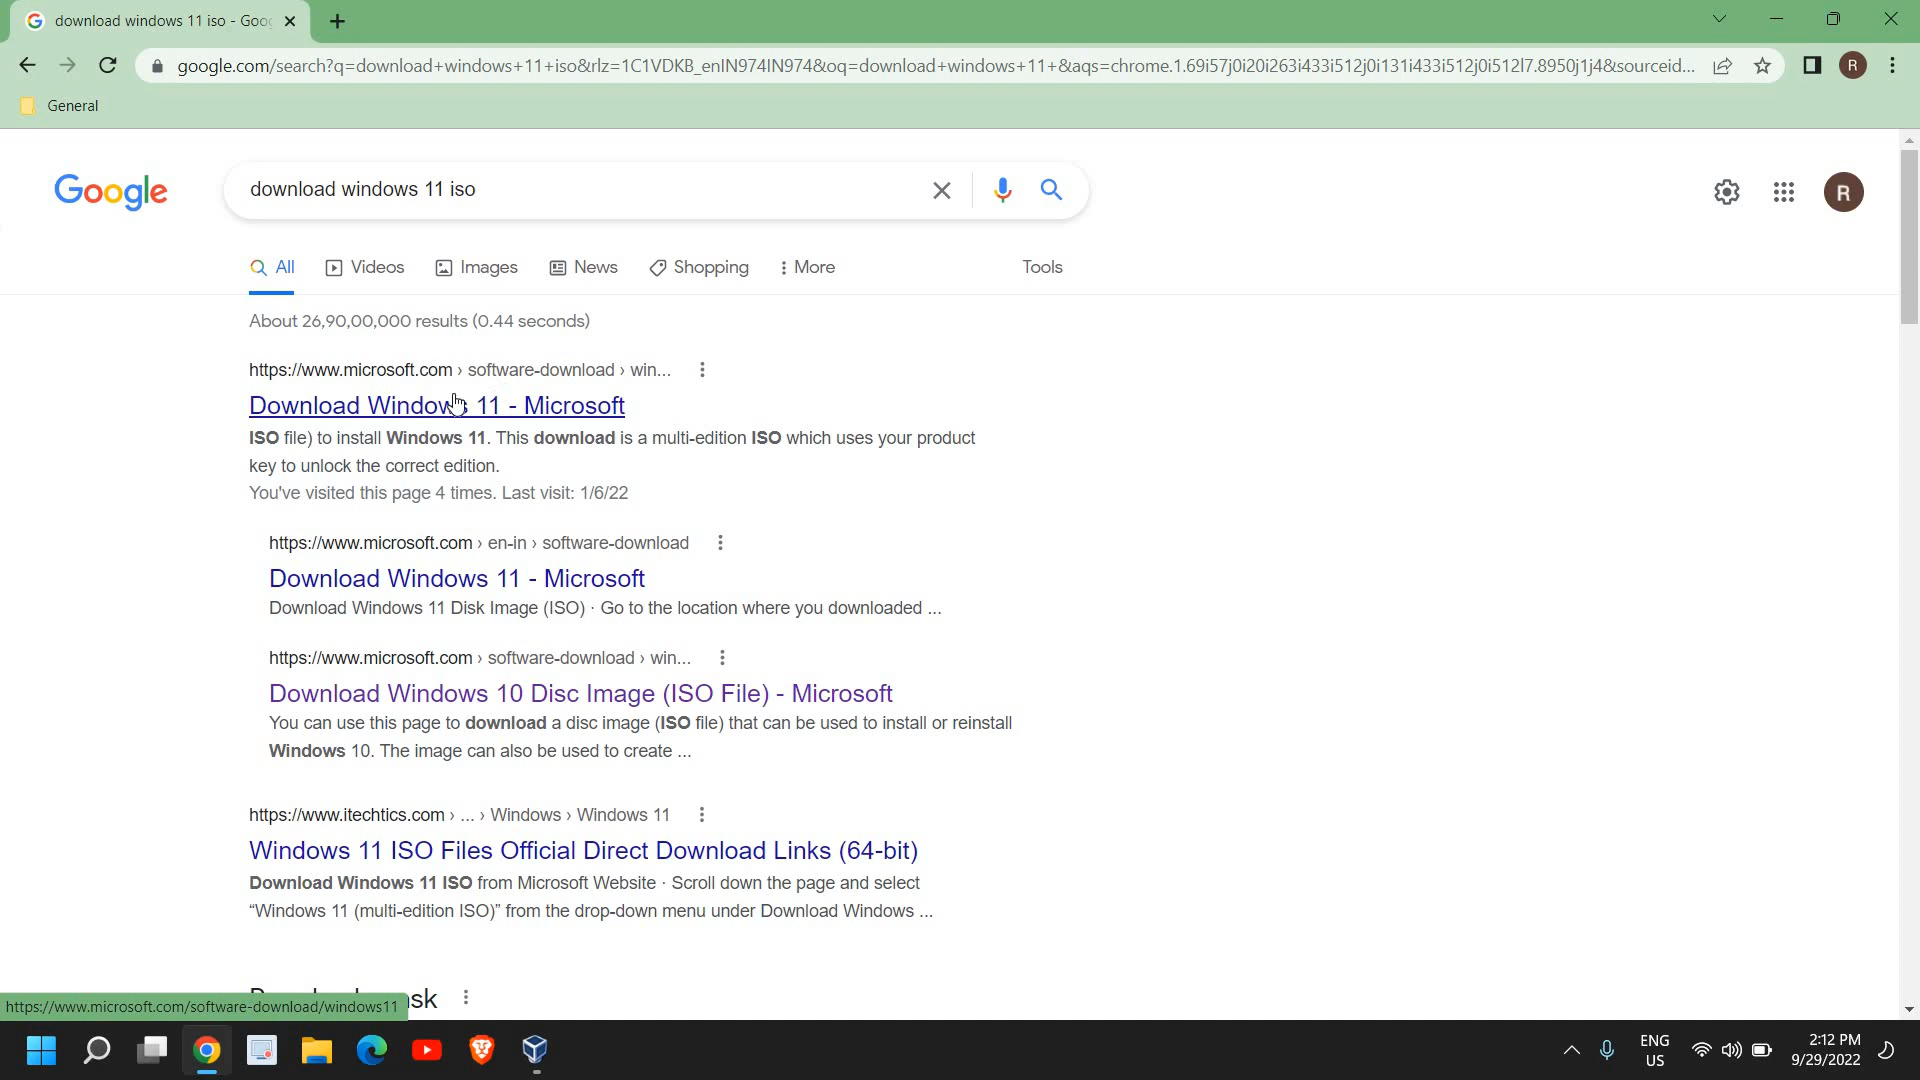 download windows 11 iso - Goo
google.com/search?q=download+windows+11+iso&rlz=1C1VDKB_enIN974IN974&oq=download+windows+11+&aqs=chrome.1.69i57j0i20i263i433i512j0i131i433i512j0i512l7.8950j1j4&sourceid...
R
General
Google
download windows 11 iso
R
All
Videos
Images
News
Shopping
More
Tools
About 26,90,00,000 results (0.44 seconds)
https://www.microsoft.com › software-download › win...
Download Windows 11 - Microsoft
ISO file) to install Windows 11. This download is a multi-edition ISO which uses your product
key to unlock the correct edition.
You've visited this page 4 times. Last visit: 1/6/22
https://www.microsoft.com › en-in › software-download
Download Windows 11 - Microsoft
Download Windows 11 Disk Image (ISO) · Go to the location where you downloaded ...
https://www.microsoft.com › software-download › win...
Download Windows 10 Disc Image (ISO File) - Microsoft
You can use this page to download a disc image (ISO file) that can be used to install or reinstall
Windows 10. The image can also be used to create ...
https://www.itechtics.com › ... › Windows › Windows 11
Windows 11 ISO Files Official Direct Download Links (64-bit)
Download Windows 11 ISO from Microsoft Website · Scroll down the page and select
“Windows 11 (multi-edition ISO)” from the drop-down menu under Download Windows ...
sk
https://www.microsoft.com/software-download/windows11
ENG
US
2:12 PM
9/29/2022